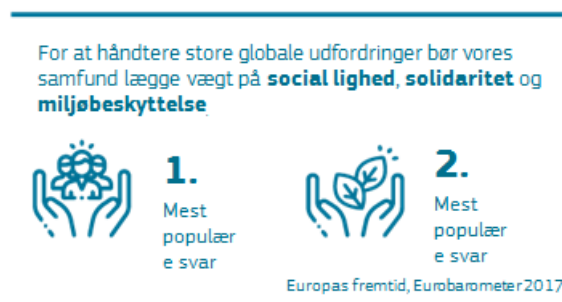 For at håndtere store globale udfordringer bør vores
samfund lægge vægt på social lighed, solidaritet og
miljøbeskyttelse.
1.
Mest
populær
e svar
2.
Mest
populær
e svar
Europas fremtid, Eurobarometer 2017